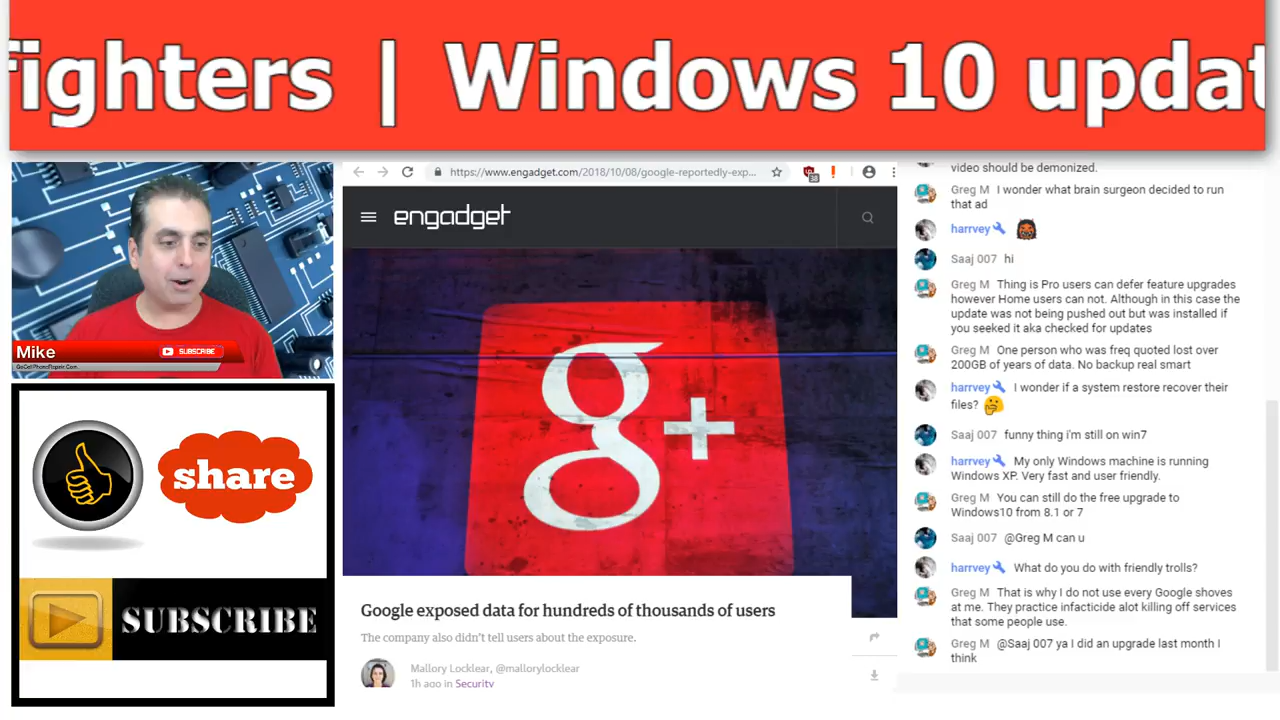 fighters | Windows 10 updat
Mike
SUBSCRIBE
GoCellPhoneRepair.Com
share
SUBSCRIBE
https://www.engadget.com/2018/10/08/google-reportedly-exp...
38
engadget
g+
Google exposed data for hundreds of thousands of users
The company also didn't tell users about the exposure.
Mallory Locklear, @mallorylocklear
1h ago in Security
video should be demonized.
Greg M I wonder what brain surgeon decided to run
that ad
harrvey
Saaj 007 hi
Greg M Thing is Pro users can defer feature upgrades
however Home users can not. Although in this case the
update was not being pushed out but was installed if
you seeked it aka checked for updates
Greg M One person who was freq quoted lost over
200GB of years of data. No backup real smart
harrvey I wonder if a system restore recover their
files?
Saaj 007 funny thing i'm still on win7
harrvey My only Windows machine is running
Windows XP. Very fast and user friendly.
Greg M You can still do the free upgrade to
Windows10 from 8.1 or 7
Saaj 007 @Greg M can u
harrvey What do you do with friendly trolls?
Greg M That is why I do not use every Google shoves
at me. They practice infacticide alot killing off services
that some people use.
Greg M @Saaj 007 ya I did an upgrade last month I
think